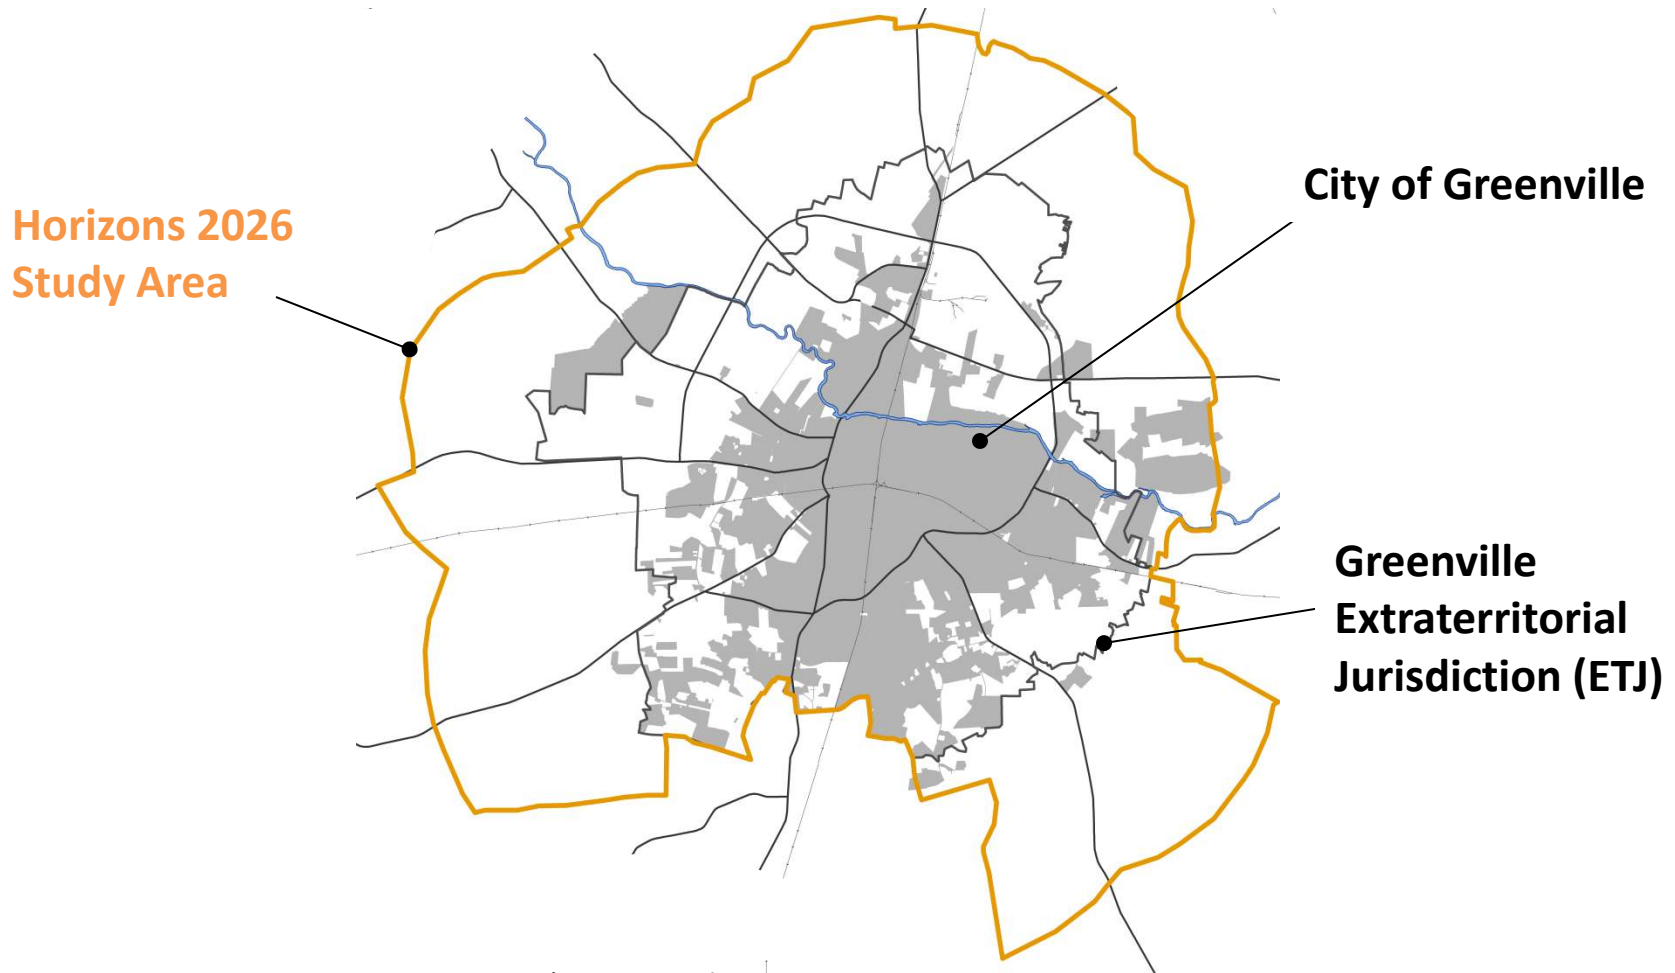 Horizons 2026
Study Area
City of Greenville
Greenville
Extraterritorial
Jurisdiction (ETJ)